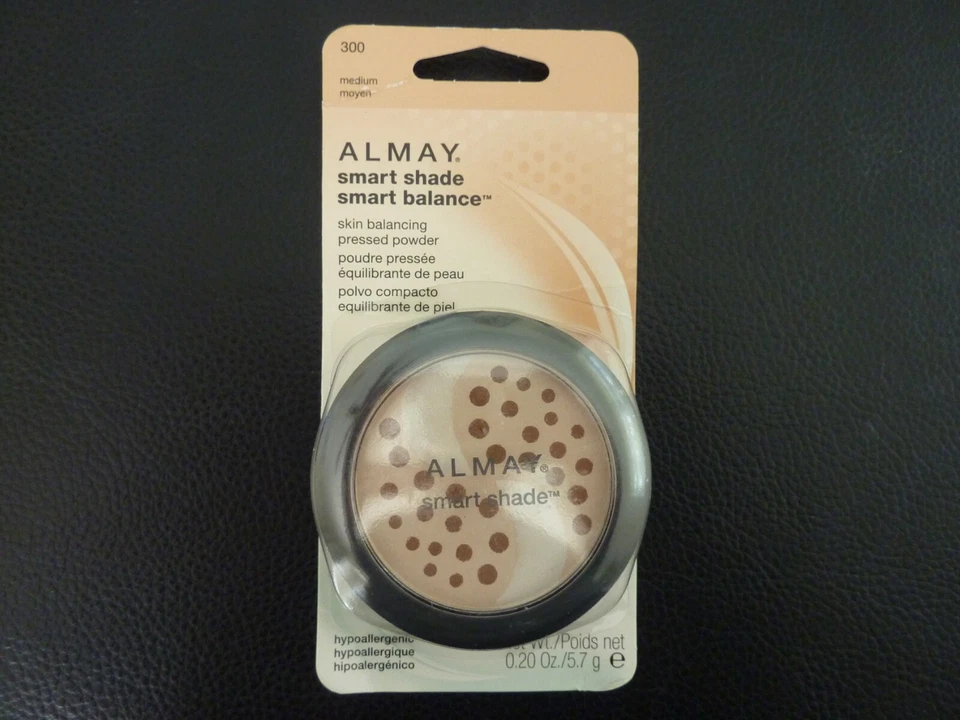 300
medium
moyen
ALMAY®
smart shade
smart balance™
skin balancing
pressed powder
poudre pressée
équilibrante de peau
polvo compacto
equilibrante de piel
ALMAY®
smart shade™
hypoallergenic
hypoallergique
hipoalergénico
Wt./Poids net
0.20 Oz./5.7 g ℮